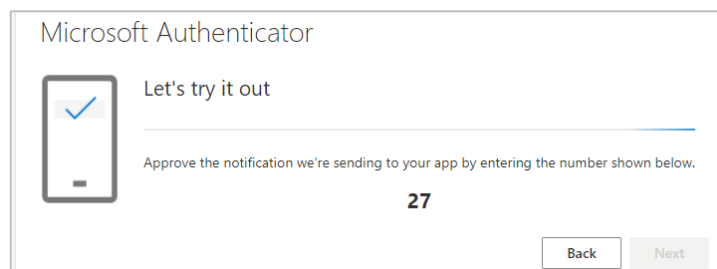 Microsoft Authenticator
Let's try it out
Approve the notification we're sending to your app by entering the number shown below.
27
Back Next